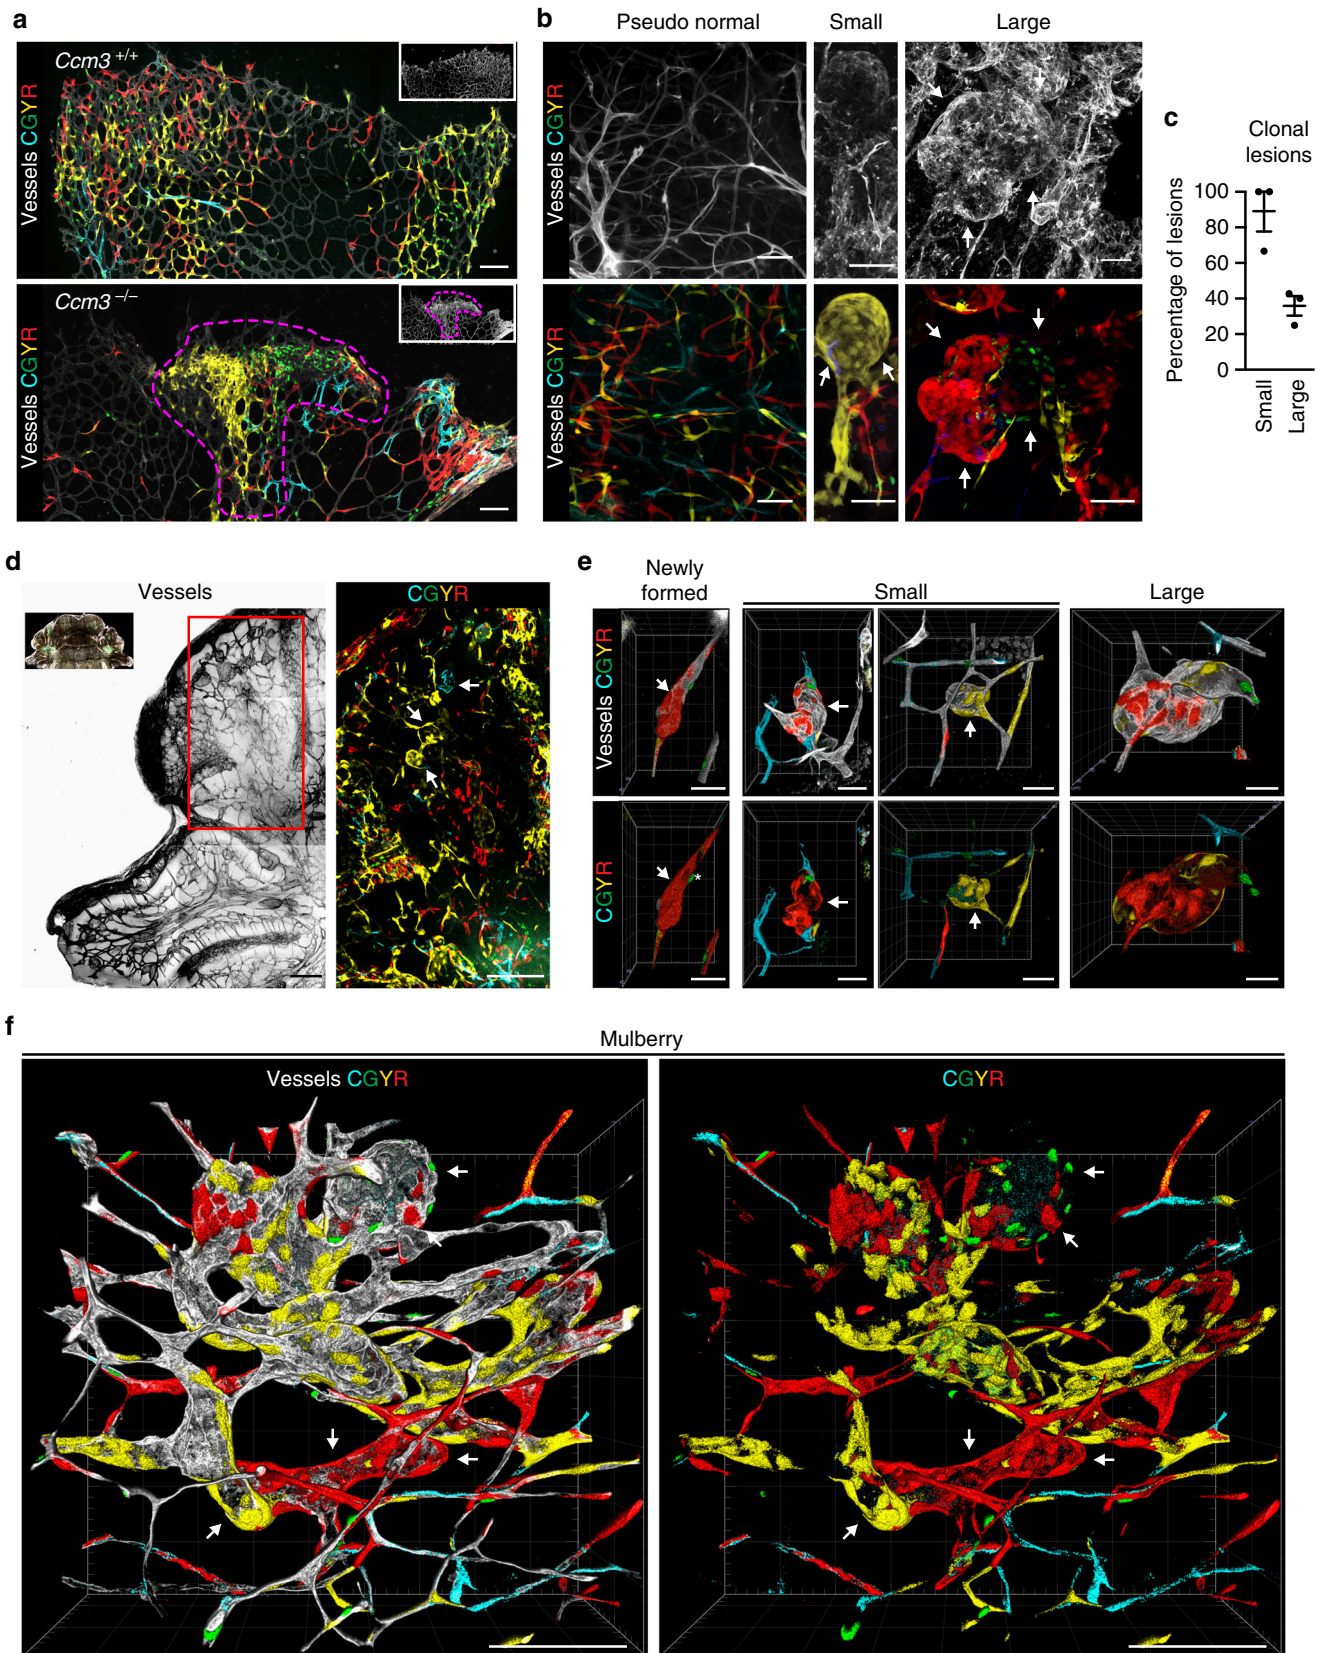 a
Vessels CGYR
Ccm3 +/+
Vessels CGYR
Ccm3 –/–
b
Pseudo normal
Small
Large
Vessels
Vessels CGYR
c
Clonal
lesions
Percentage of lesions
100
80
60
40
20
0
Small
Large
d
Vessels
CGYR
e
Newly
formed
Small
Large
Vessels CGYR
CGYR
*
f
Mulberry
Vessels CGYR
CGYR